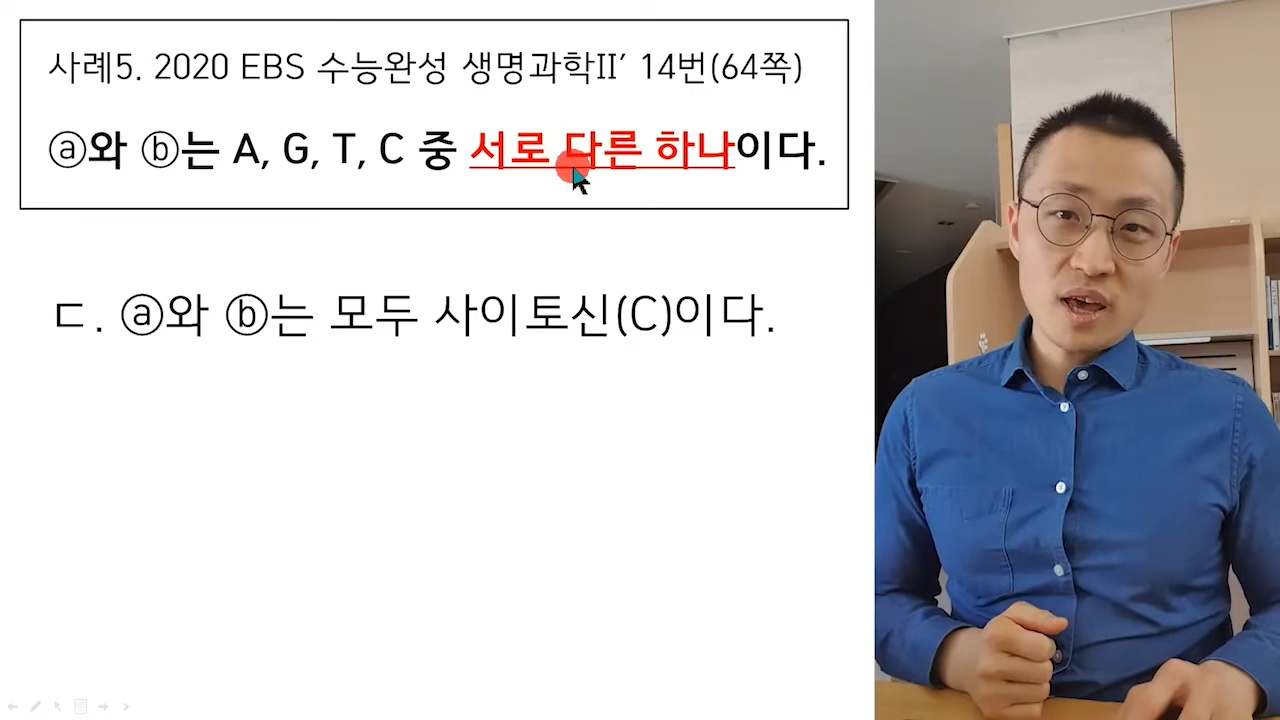 사례5. 2020 EBS 수능완성 생명과학II′ 14번(64쪽)
ⓐ와 ⓑ는 A, G, T, C 중 서로 다른 하나이다.
ㄷ. ⓐ와 ⓑ는 모두 사이토신(C)이다.